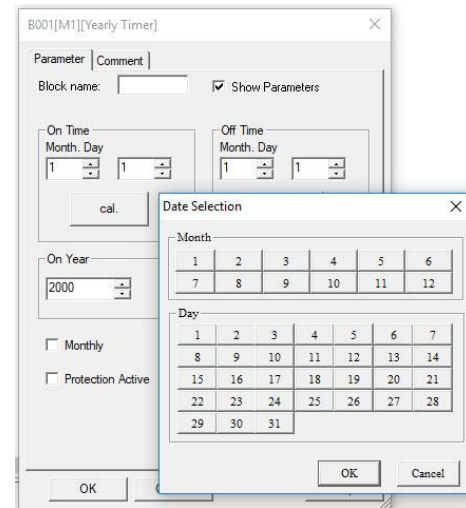 B001[M1][Yearly Timer]
Parameter Comment
Block name: Show Parameters
On Time Off Time
Month. Day Month. Day
1 1 1 1
cal.
On Year
2000
Monthly
Protection Active
OK
Date Selection
Month
1 2 3 4 5 6
7 8 9 10 11 12
Day
1 2 3 4 5 6 7
8 9 10 11 12 13 14
15 16 17 18 19 20 21
22 23 24 25 26 27 28
29 30 31
OK Cancel